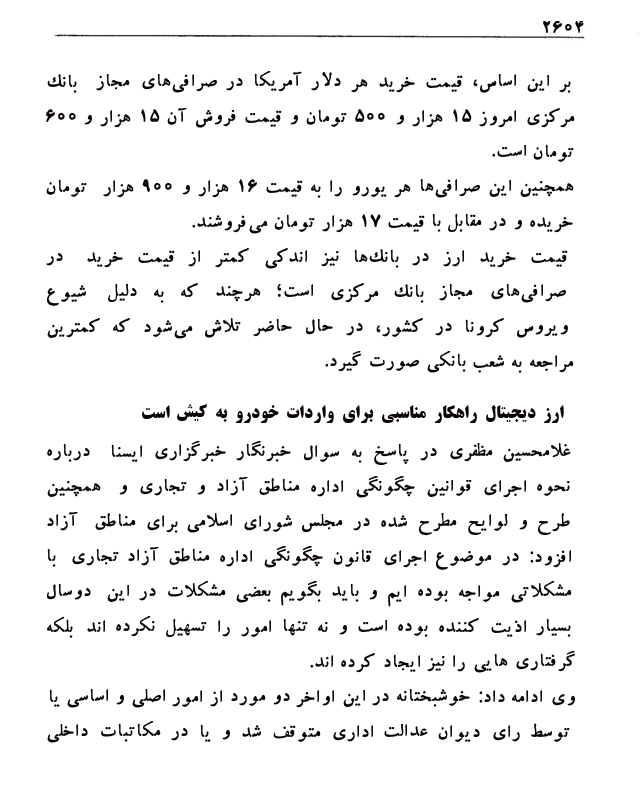 ۲۶۰۴
بر این اساس، قیمت خرید هر دلار آمریکا در صرافی‌های مجاز بانك
مرکزی امروز ۱۵ هزار و ۵۰۰ تومان و قیمت فروش آن ۱۵ هزار و ۶۰۰
تومان است.
همچنین این صرافی‌ها هر یورو را به قیمت ۱۶ هزار و ۹۰۰ هزار تومان
خریده و در مقابل با قیمت ۱۷ هزار تومان می‌فروشند.
قیمت خرید ارز در بانك‌ها نیز اندکی کمتر از قیمت خرید در
صرافی‌های مجاز بانك مرکزی است؛ هرچند که به دلیل شیوع
ویروس کرونا در کشور، در حال حاضر تلاش می‌شود که کمترین
مراجعه به شعب بانکی صورت گیرد.
ارز دیجیتال راهکار مناسبی برای واردات خودرو به کیش است
غلامحسین مظفری در پاسخ به سوال خبرنگار خبرگزاری ایسنا درباره
نحوه اجرای قوانین چگونگی اداره مناطق آزاد و تجاری و همچنین
طرح و لوایح مطرح شده در مجلس شورای اسلامی برای مناطق آزاد
افزود: در موضوع اجرای قانون چگونگی اداره مناطق آزاد تجاری با
مشکلاتی مواجه بوده ایم و باید بگویم بعضی مشکلات در این دوسال
بسیار اذیت کننده بوده است و نه تنها امور را تسهیل نکرده اند بلکه
گرفتاری هایی را نیز ایجاد کرده اند.
وی ادامه داد: خوشبختانه در این اواخر دو مورد از امور اصلی و اساسی یا
توسط رای دیوان عدالت اداری متوقف شد و یا در مکاتبات داخلی